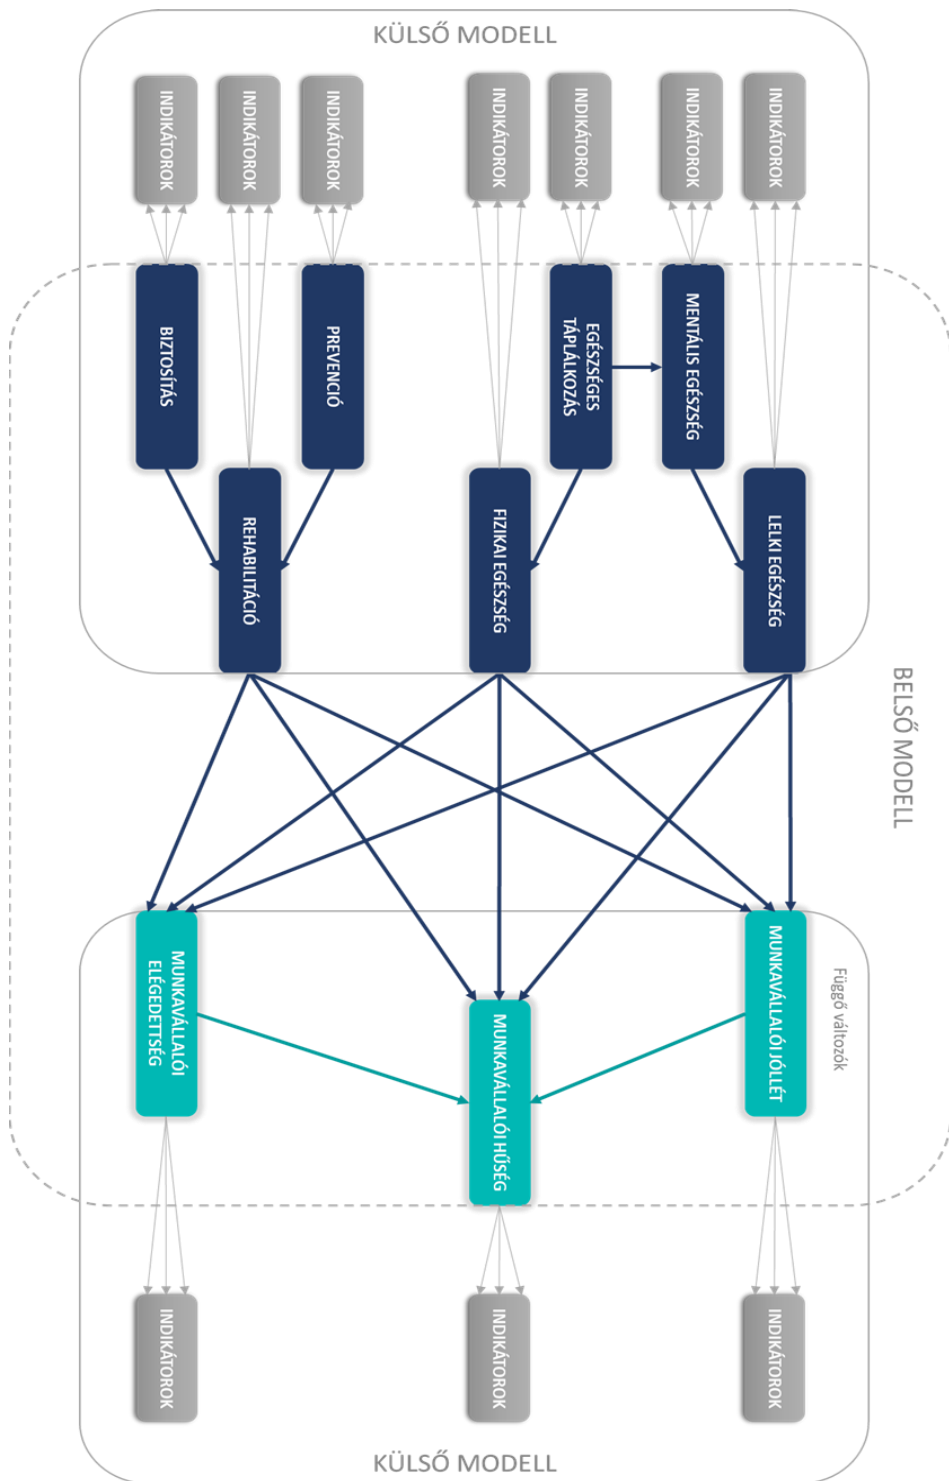 KÜLSŐ MODELL
INDIKÁTOROK
INDIKÁTOROK
INDIKÁTOROK
INDIKÁTOROK
INDIKÁTOROK
INDIKÁTOROK
INDIKÁTOROK
BIZTOSÍTÁS
PREVENCIÓ
EGÉSZSÉGES
TÁPLÁLKOZÁS
MENTÁLIS EGÉSZSÉG
REHABILITÁCIÓ
FIZIKAI EGÉSZSÉG
LELKI EGÉSZSÉG
BELSŐ MODELL
MUNKAVÁLLALÓI
ELÉGEDETTSÉG
MUNKAVÁLLALÓI HŰSÉG
MUNKAVÁLLALÓI JÓLLÉT
Függő változók
INDIKÁTOROK
INDIKÁTOROK
INDIKÁTOROK
KÜLSŐ MODELL